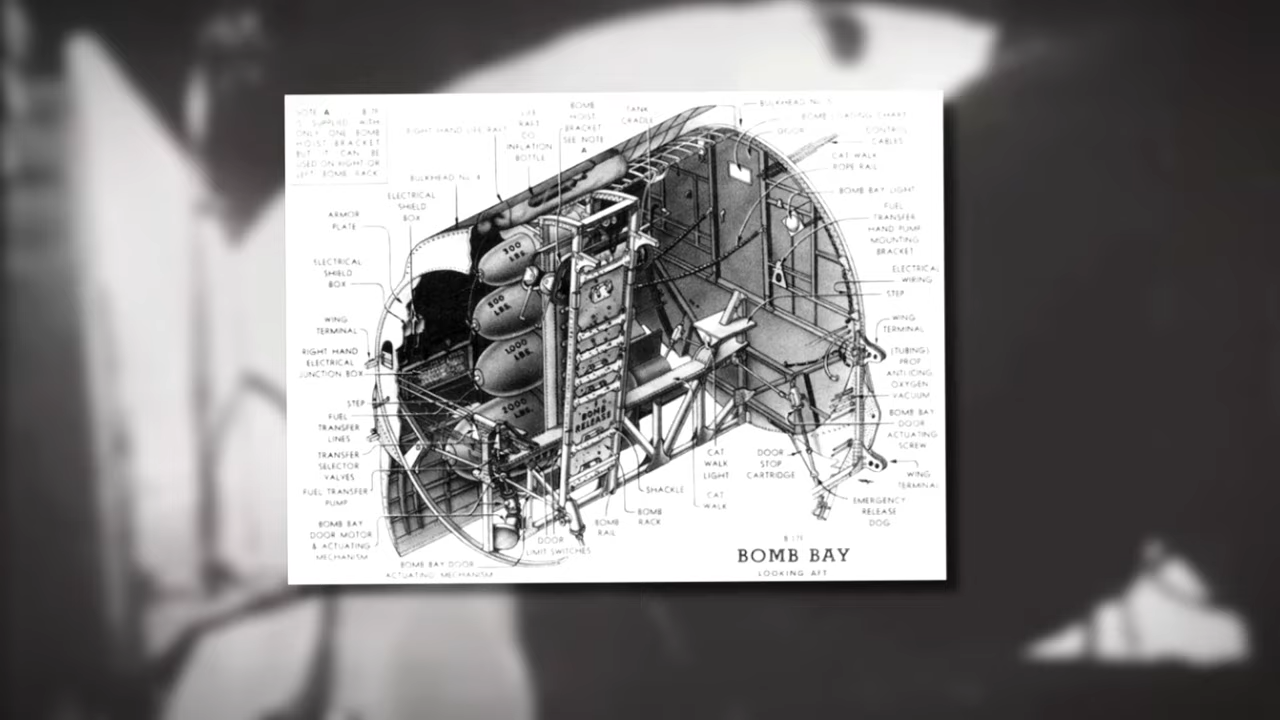 NOTE A B 17F
IS SUPPLIED WITH
ONLY ONE BOMB
HOIST BRACKET
BUT IT CAN BE
USED ON RIGHT OR
LEFT BOMB RACK
RIGHT HAND LIFE RAFT
LIFE
RAFT
CO
INFLATION
BOTTLE
BOMB
HOIST
BRACKET
SEE NOTE
A
TANK
CRADLE
BULKHEAD No. 5
BOMB LOADING CHART
DOOR
CONTROL
CABLES
CAT WALK
ROPE RAIL
BOMB BAY LIGHT
FUEL
TRANSFER
HAND PUMP
MOUNTING
BRACKET
ELECTRICAL
WIRING
STEP
WING
TERMINAL
(TUBING)
PROP
ANTI-ICING
OXYGEN
VACUUM
BOMB BAY
DOOR
ACTUATING
SCREW
WING
TERMINAL
EMERGENCY
RELEASE
DOG
BULKHEAD No. 4
ELECTRICAL
SHIELD
BOX
ARMOR
PLATE
ELECTRICAL
SHIELD
BOX
WING
TERMINAL
RIGHT HAND
ELECTRICAL
JUNCTION BOX
STEP
FUEL
TRANSFER
LINES
TRANSFER
SELECTOR
VALVES
FUEL TRANSFER
PUMP
BOMB BAY
DOOR MOTOR
& ACTUATING
MECHANISM
BOMB BAY DOOR
ACTUATING MECHANISM
DOOR
LIMIT SWITCHES
BOMB
RAIL
BOMB
RACK
SHACKLE
CAT
WALK
LIGHT
CAT
WALK
DOOR
STOP
CARTRIDGE
300
LBS.
500
LBS.
1,000
LBS.
2000
LBS.
BOMB
RELEASE
B 17F
BOMB BAY
LOOKING AFT